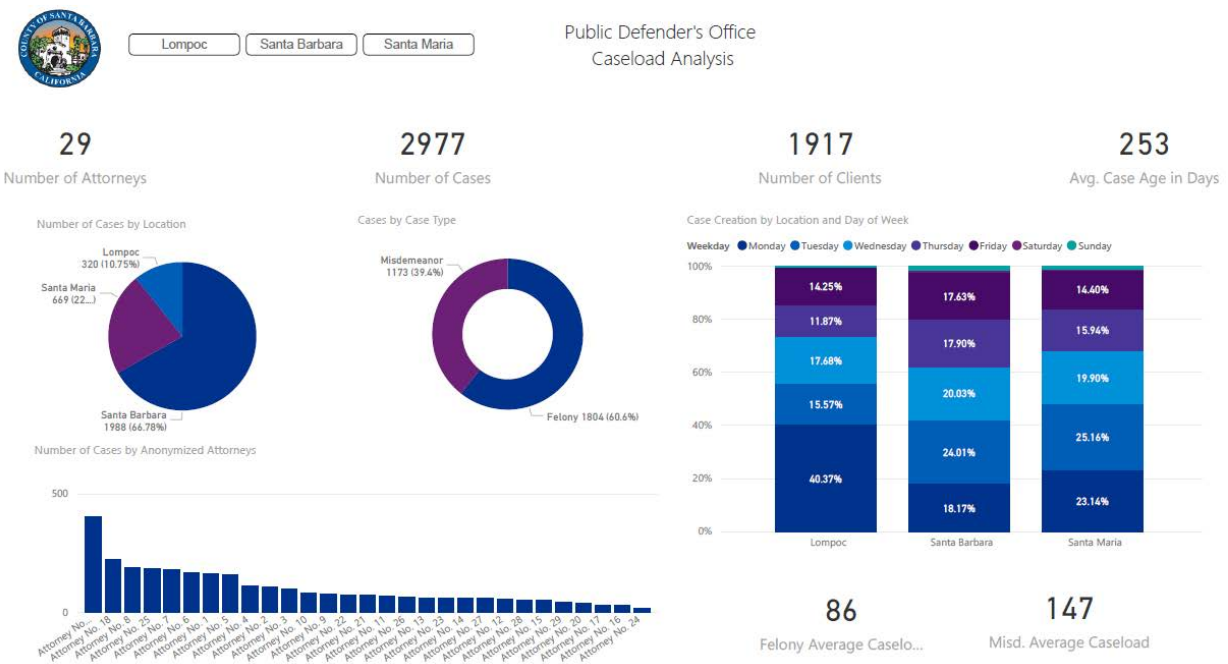 COUNTY OF SANTA BARBARA
CALIFORNIA
Lompoc
Santa Barbara
Santa Maria
Public Defender's Office
Caseload Analysis
29
Number of Attorneys
2977
Number of Cases
1917
Number of Clients
253
Avg. Case Age in Days
Number of Cases by Location
Lompoc
320 (10.75%)
Santa Maria
669 (22...)
Santa Barbara
1988 (66.78%)
Cases by Case Type
Misdemeanor
1173 (39.4%)
Felony 1804 (60.6%)
Case Creation by Location and Day of Week
Weekday Monday Tuesday Wednesday Thursday Friday Saturday Sunday
100%
80%
60%
40%
20%
0%
14.25%
11.87%
17.68%
15.57%
40.37%
Lompoc
17.63%
17.90%
20.03%
24.01%
18.17%
Santa Barbara
14.40%
15.94%
19.90%
25.16%
23.14%
Santa Maria
Number of Cases by Anonymized Attorneys
500
0
Attorney No...
Attorney No. 18
Attorney No. 8
Attorney No. 25
Attorney No. 7
Attorney No. 6
Attorney No. 1
Attorney No. 5
Attorney No. 4
Attorney No. 2
Attorney No. 3
Attorney No. 10
Attorney No. 9
Attorney No. 22
Attorney No. 21
Attorney No. 11
Attorney No. 26
Attorney No. 13
Attorney No. 23
Attorney No. 14
Attorney No. 27
Attorney No. 12
Attorney No. 28
Attorney No. 15
Attorney No. 29
Attorney No. 20
Attorney No. 17
Attorney No. 16
Attorney No. 24
86
Felony Average Caselo...
147
Misd. Average Caseload